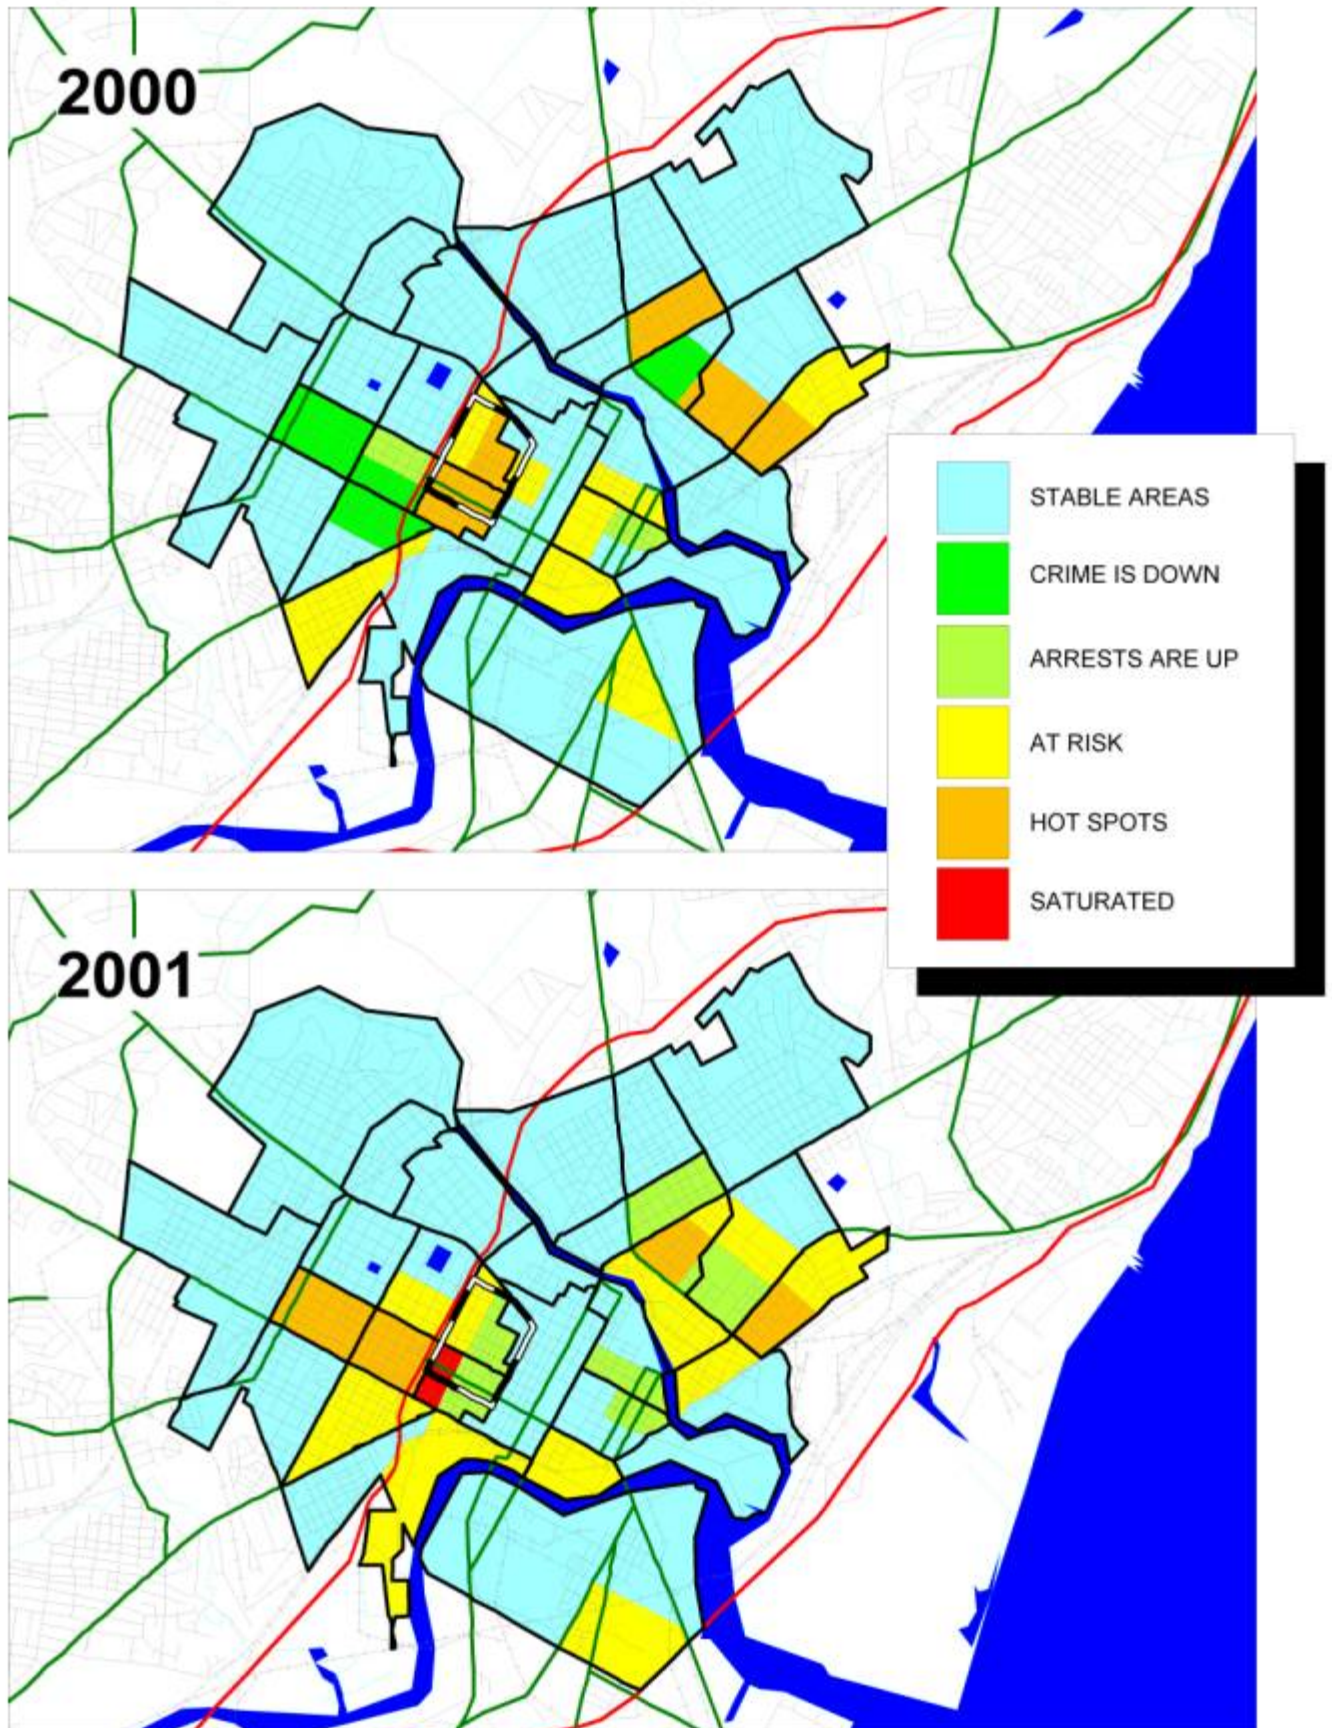 2000
STABLE AREAS
CRIME IS DOWN
ARRESTS ARE UP
AT RISK
HOT SPOTS
SATURATED
2001